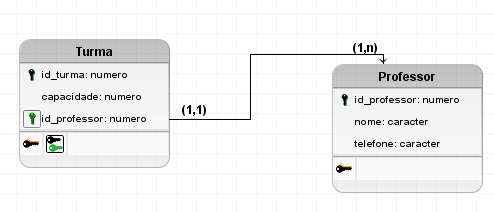 Turma
id_turma: numero
capacidade: numero
id_professor: numero
(1,1)
(1,n)
Professor
id_professor: numero
nome: caracter
telefone: caracter